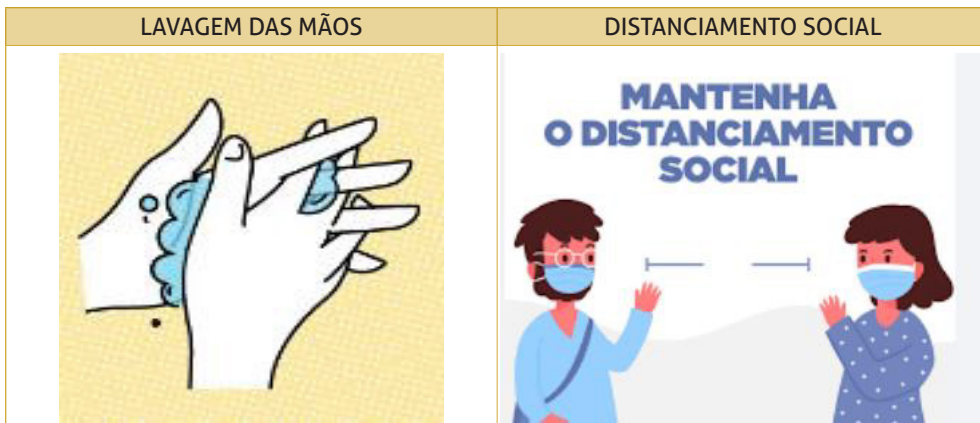 LAVAGEM DAS MÃOS
DISTANCIAMENTO SOCIAL
MANTENHA
O DISTANCIAMENTO
SOCIAL